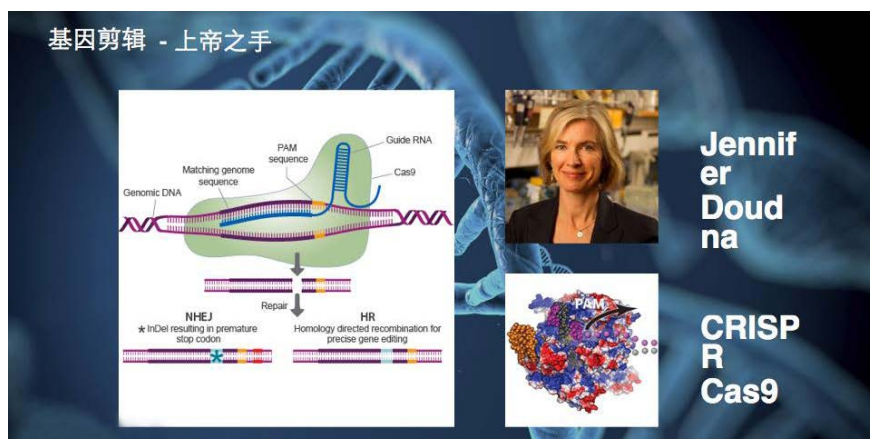 基因剪辑 - 上帝之手
Guide RNA
PAM
sequence
Cas9
Matching genome
sequence
Genomic DNA
Repair
NHEJ
* InDel resulting in premature
stop codon
*
HR
Homology directed recombination for
precise gene editing
Jennif
er
Doud
na
PAM
CRISP
R
Cas9